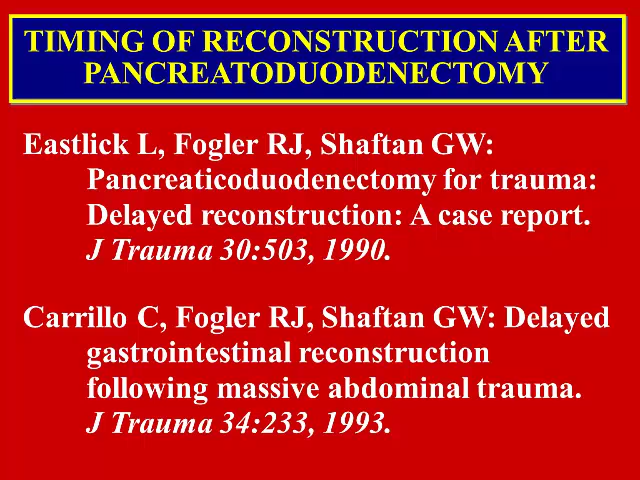 TIMING OF RECONSTRUCTION AFTER
PANCREATODUODENECTOMY
Eastlick L, Fogler RJ, Shaftan GW:
Pancreaticoduodenectomy for trauma:
Delayed reconstruction: A case report.
J Trauma 30:503, 1990.
Carrillo C, Fogler RJ, Shaftan GW: Delayed
gastrointestinal reconstruction
following massive abdominal trauma.
J Trauma 34:233, 1993.